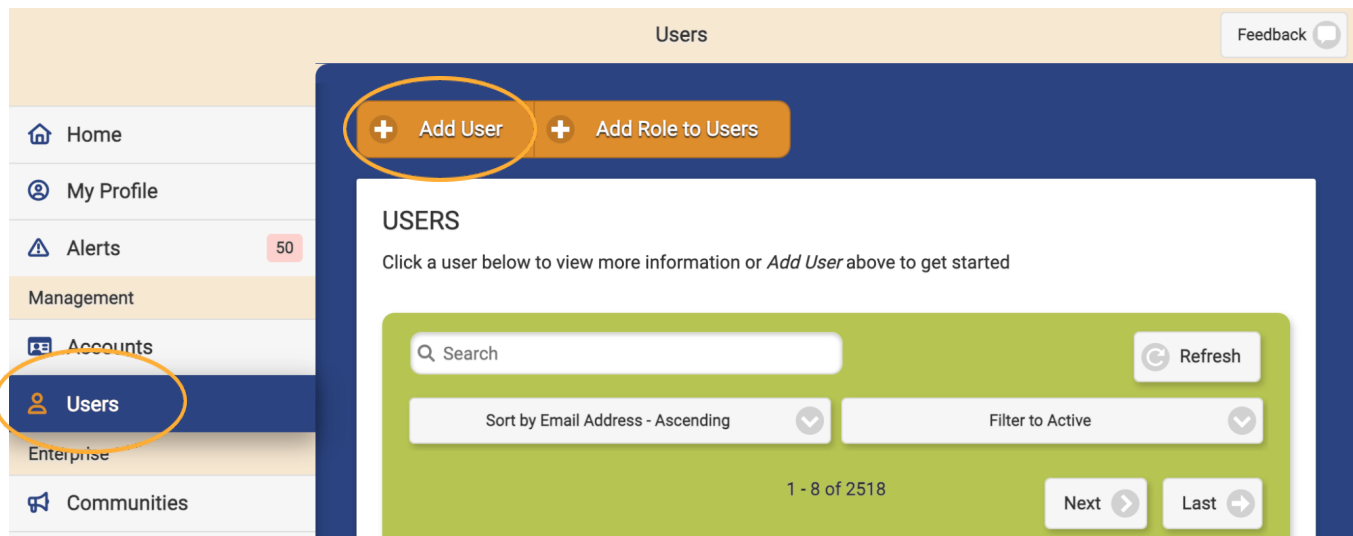 Users
Feedback
Home
My Profile
Alerts
50
Management
Accounts
Users
Enterprise
Communities
Add User
Add Role to Users
USERS
Click a user below to view more information or Add User above to get started
Search
Refresh
Sort by Email Address - Ascending
Filter to Active
1 - 8 of 2518
Next
Last